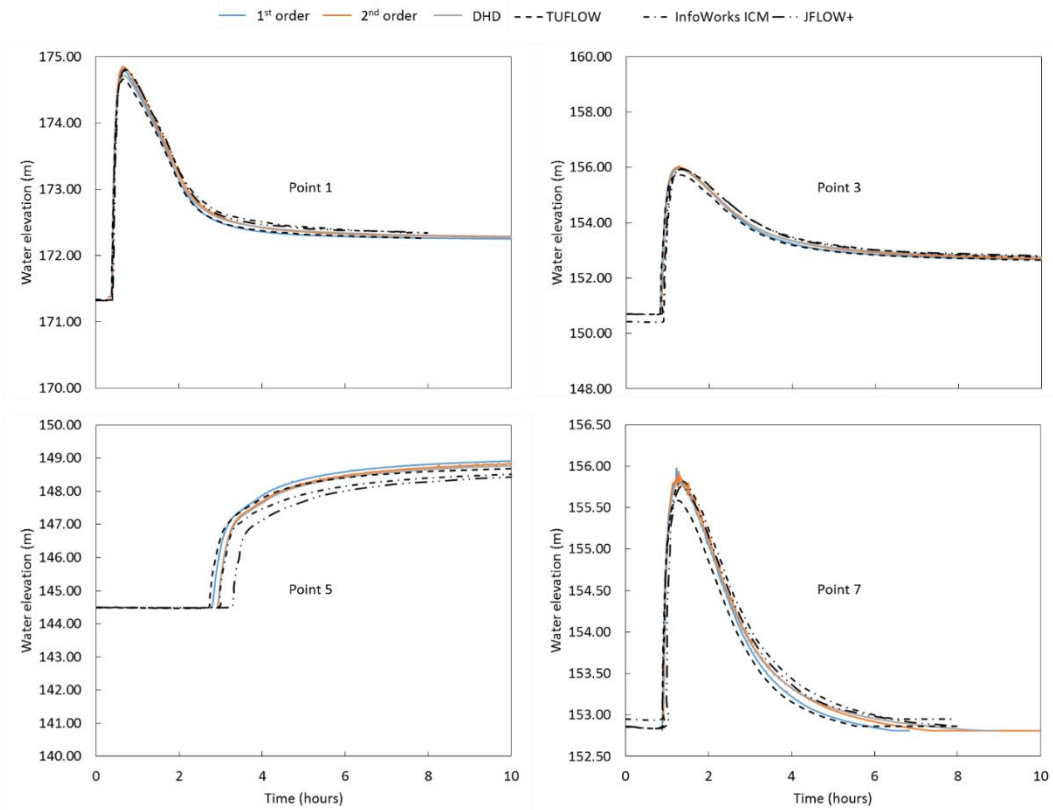 1st order 2nd order DHD TUFLOW InfoWorks ICM JFLOW+
175.00
174.00
173.00
172.00
171.00
170.00
Water elevation (m)
Point 1
0 2 4 6 8 10
160.00
158.00
156.00
154.00
152.00
150.00
148.00
Water elevation (m)
Point 3
0 2 4 6 8 10
150.00
149.00
148.00
147.00
146.00
145.00
144.00
143.00
142.00
141.00
140.00
Water elevation (m)
Point 5
0 2 4 6 8 10
Time (hours)
156.50
156.00
155.50
155.00
154.50
154.00
153.50
153.00
152.50
Water elevation (m)
Point 7
0 2 4 6 8 10
Time (hours)